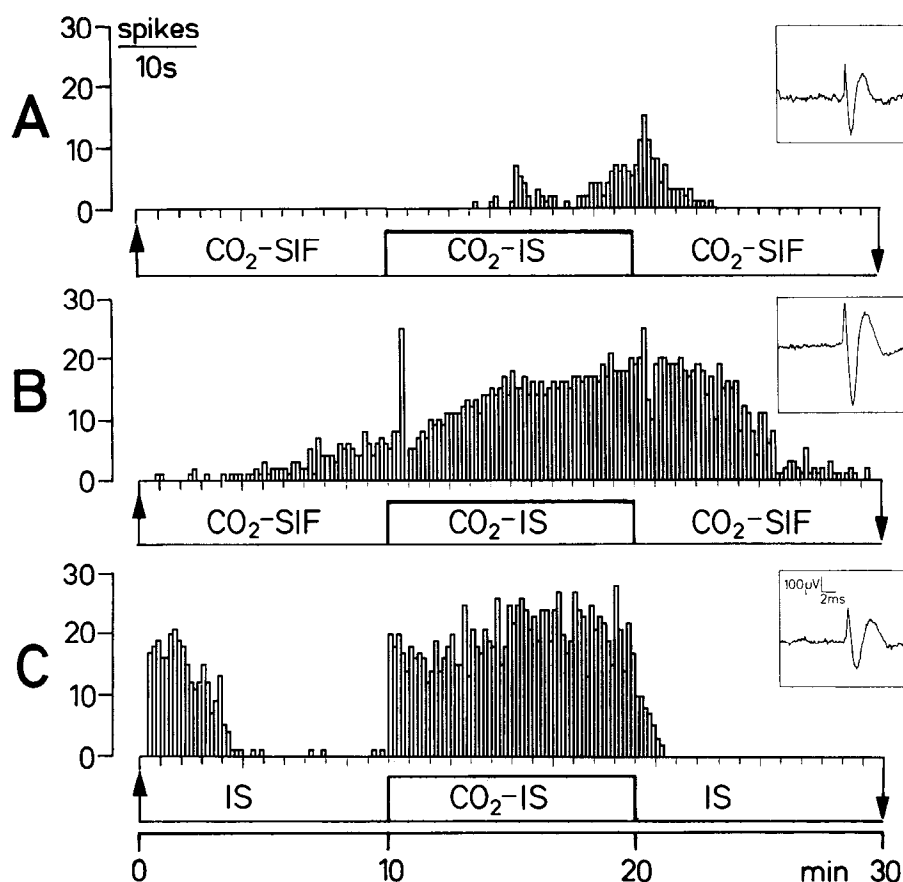 30 spikes
10s
20
10
0
A
CO₂-SIF CO₂-IS CO₂-SIF
30
20
10
0
B
CO₂-SIF CO₂-IS CO₂-SIF
30
20
10
0
C
100µV
2ms
IS CO₂-IS IS
0 10 20 min 30